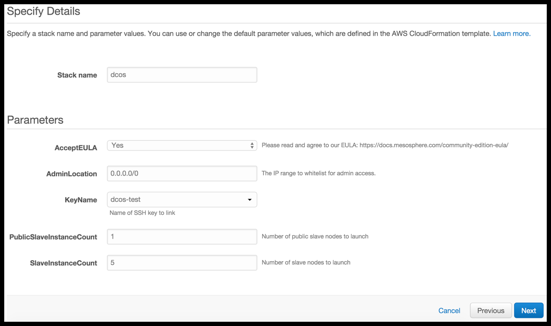 Specify Details
Specify a stack name and parameter values. You can use or change the default parameter values, which are defined in the AWS CloudFormation template. Learn more.
Stack name dcos
Parameters
AcceptEULA Yes Please read and agree to our EULA: https://docs.mesosphere.com/community-edition-eula/
AdminLocation 0.0.0.0/0 The IP range to whitelist for admin access.
KeyName dcos-test
Name of SSH key to link
PublicSlaveInstanceCount 1 Number of public slave nodes to launch
SlaveInstanceCount 5 Number of slave nodes to launch
Cancel Previous Next